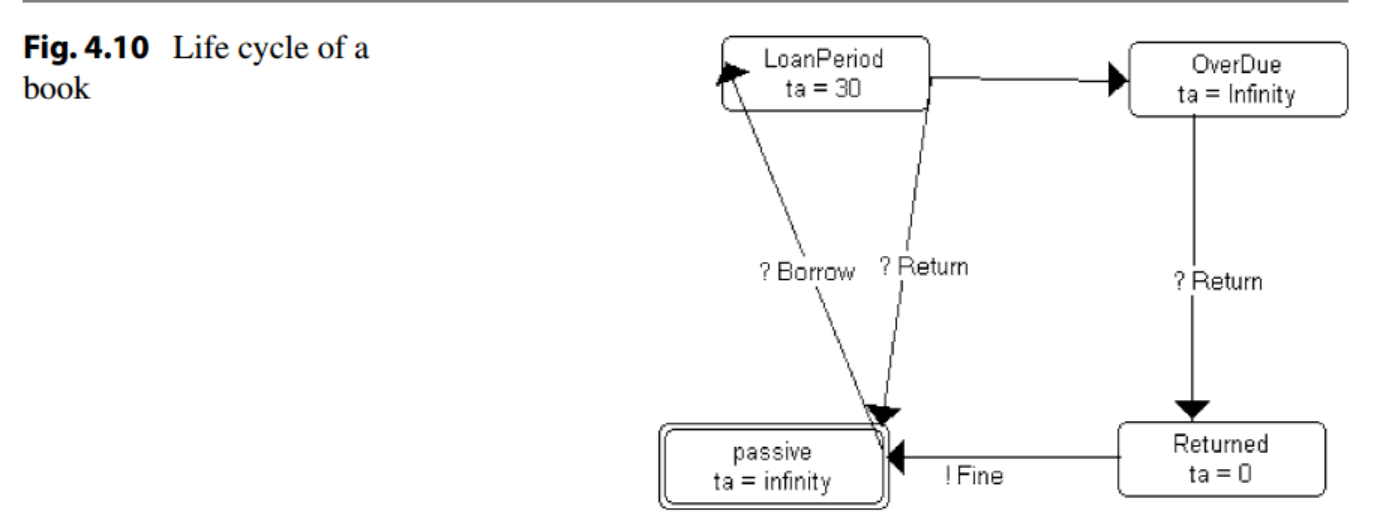 Fig. 4.10 Life cycle of a
book
LoanPeriod
ta = 30
OverDue
ta = Infinity
? Borrow
? Return
? Return
passive
ta = infinity
! Fine
Returned
ta = 0